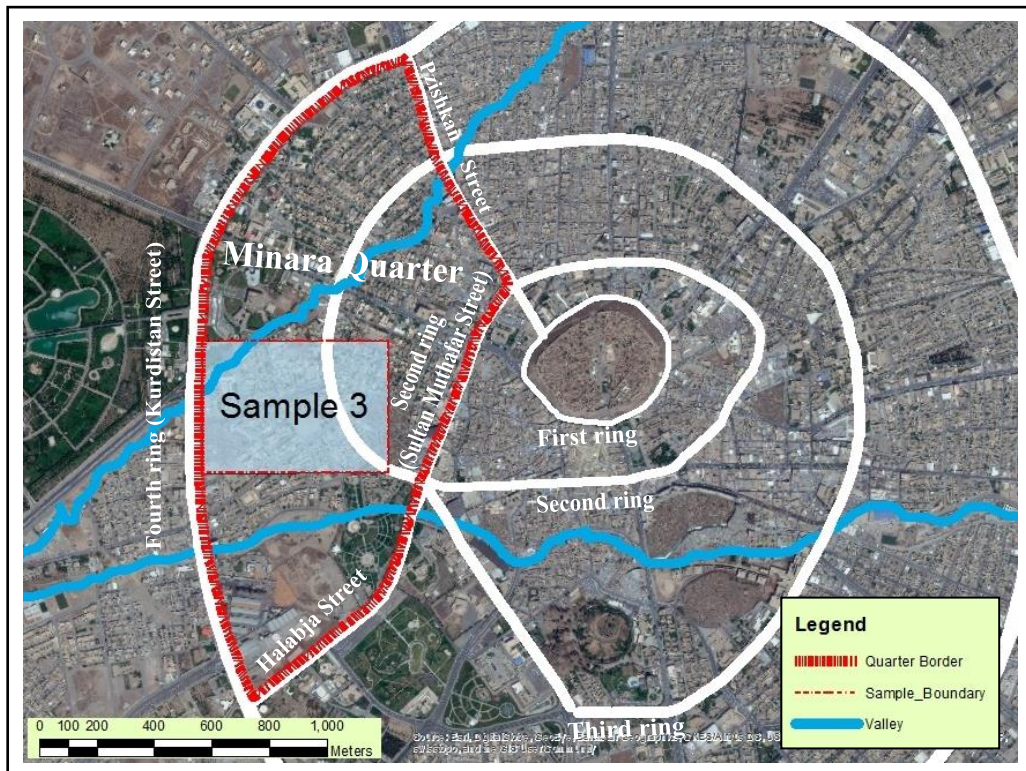 Pzishkan Street
Minara Quarter
Fourth ring (Kurdistan Street)
Second ring
(Sultan Muthafar Street)
Sample 3
First ring
Second ring
Halabja Street
Third ring
Legend
Quarter Border
Sample_Boundary
Valley
0 100 200 400 600 800 1,000
Meters